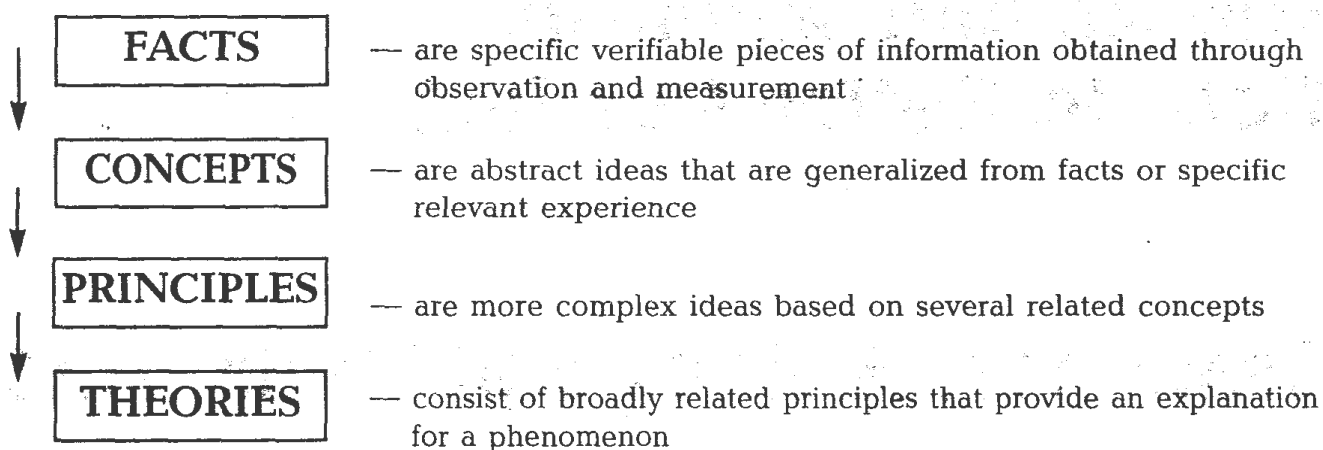 FACTS — are specific verifiable pieces of information obtained through
observation and measurement
CONCEPTS — are abstract ideas that are generalized from facts or specific
relevant experience
PRINCIPLES — are more complex ideas based on several related concepts
THEORIES — consist of broadly related principles that provide an explanation
for a phenomenon